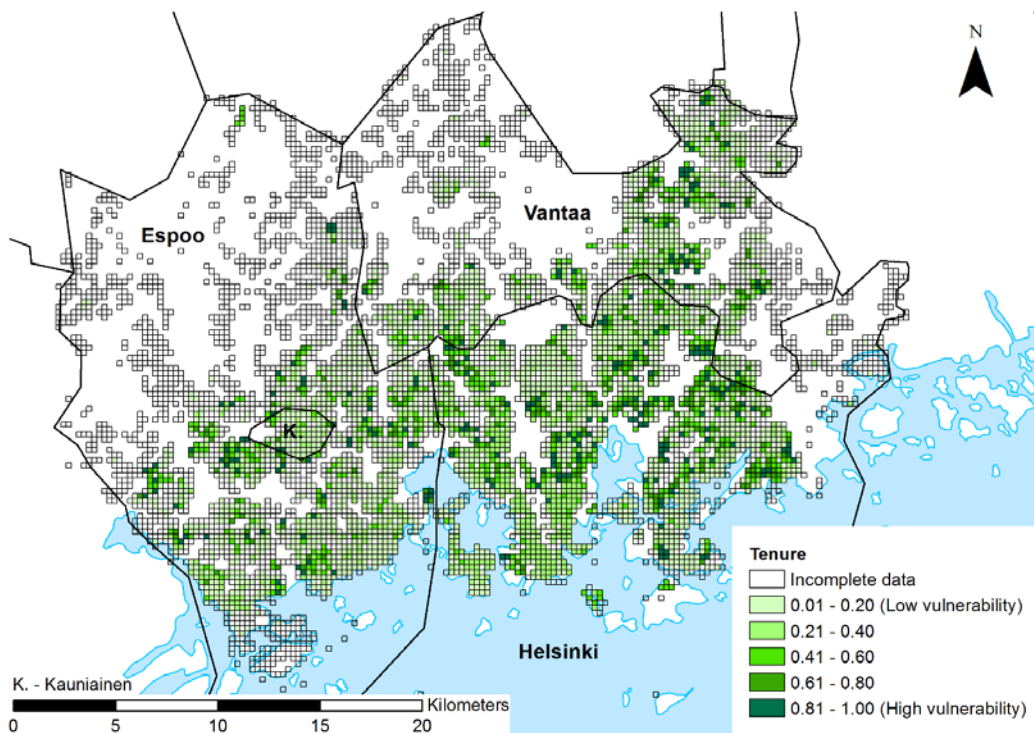 N
Espoo
Vantaa
K.
Helsinki
Tenure
Incomplete data
0.01 - 0.20 (Low vulnerability)
0.21 - 0.40
0.41 - 0.60
0.61 - 0.80
0.81 - 1.00 (High vulnerability)
K. - Kauniainen
Kilometers
0 5 10 15 20